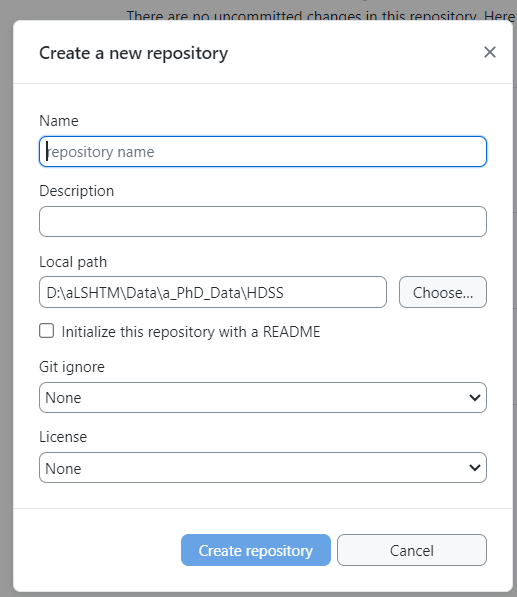 There are no uncommitted changes in this repository. Here
Create a new repository
Name
repository name
Description
Local path
D:\aLSHTM\Data\a_PhD_Data\HDSS
Choose...
Initialize this repository with a README
Git ignore
None
License
None
Create repository
Cancel